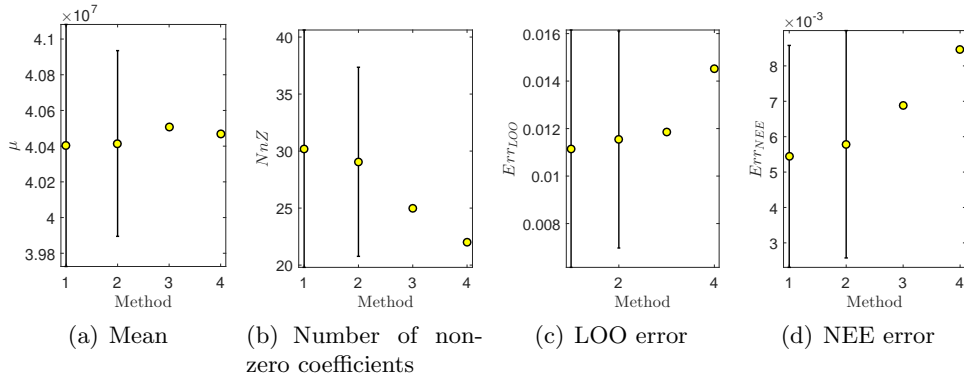 ×10⁷
4.1
4.08
4.06
4.04
4.02
4
3.98
μ
1 2 3 4
Method
(a) Mean
40
35
30
25
20
NnZ
1 2 3 4
Method
(b) Number of non-
zero coefficients
0.016
0.014
0.012
0.01
0.008
Err_LOO
1 2 3 4
Method
(c) LOO error
×10⁻³
9
8
7
6
5
4
3
Err_NEE
1 2 3 4
Method
(d) NEE error